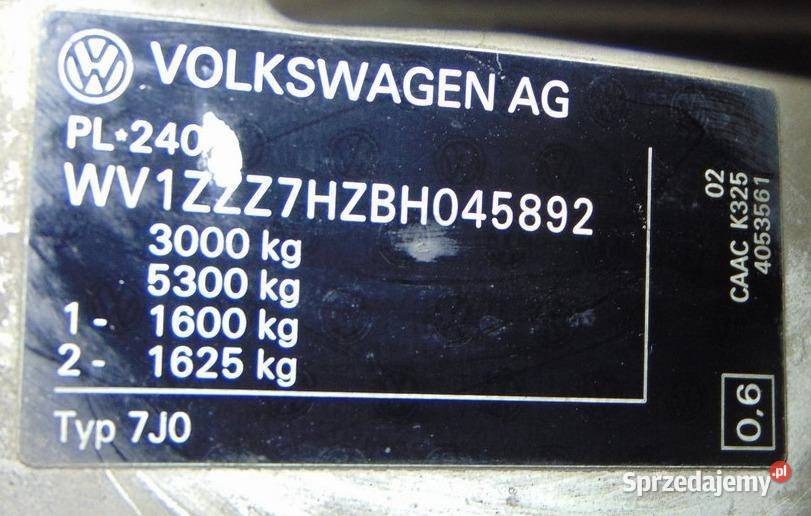 VOLKSWAGEN AG
PL*240
WV1ZZZ7HZBH045892
3000 kg
5300 kg
1- 1600 kg
2- 1625 kg
Typ 7J0
02
CAAC K325
4053561
0,6
Sprzedajemy.pl